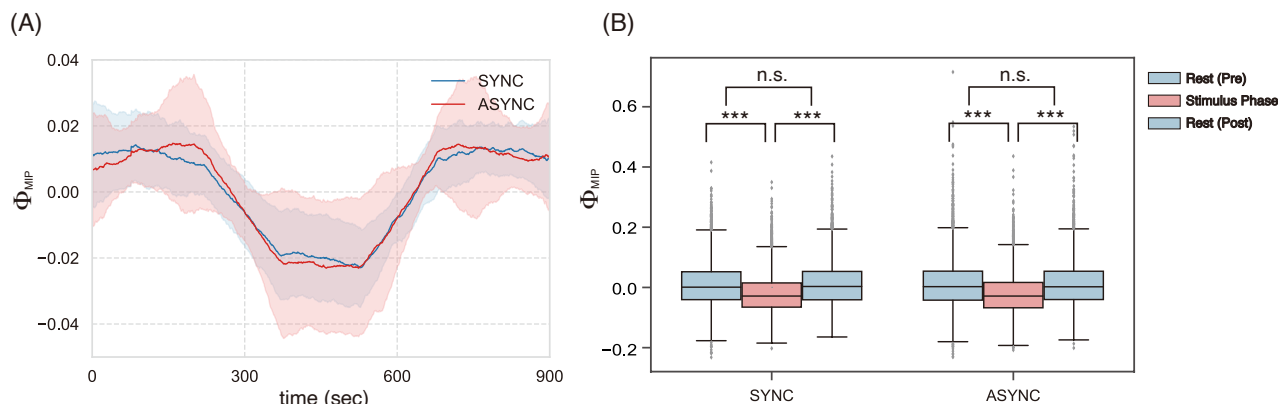 (A)
0.04
0.02
0.00
−0.02
−0.04
ΦMIP
SYNC
ASYNC
0
300
600
900
time (sec)
(B)
0.6
0.4
0.2
0.0
−0.2
ΦMIP
n.s.
***
***
n.s.
***
***
SYNC
ASYNC
Rest (Pre)
Stimulus Phase
Rest (Post)